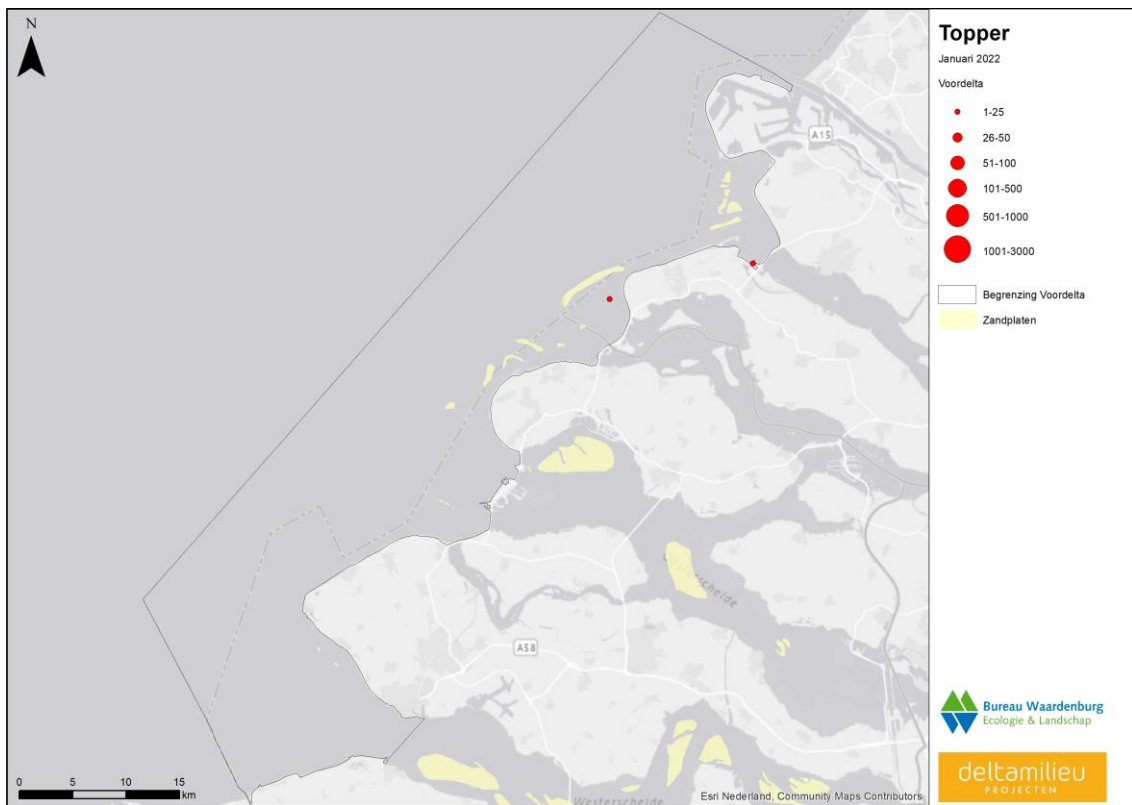 N
A15
Oosterschelde
A58
Westerschelde
0 5 10 15
km
Esri Nederland, Community Maps Contributors
Topper
Januari 2022
Voordelta
1-25
26-50
51-100
101-500
501-1000
1001-3000
Begrenzing Voordelta
Zandplaten
Bureau Waardenburg
Ecologie & Landschap
deltamilieu
PROJECTEN